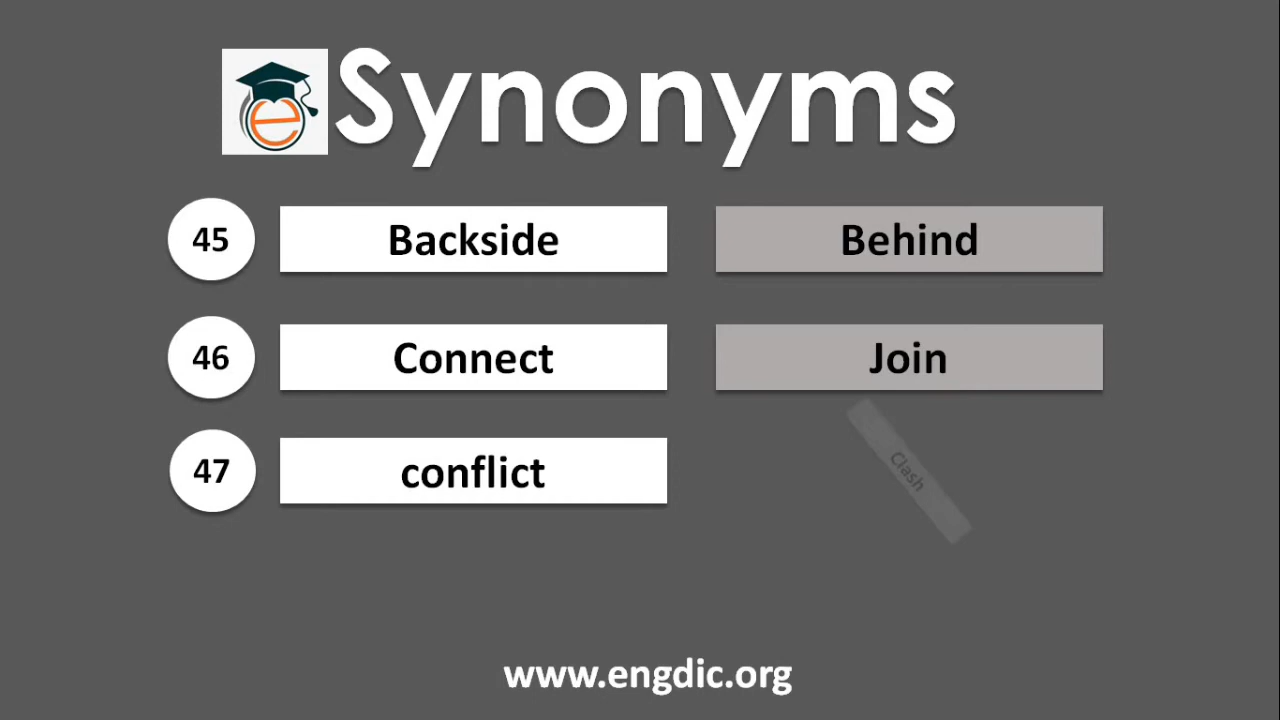 Synonyms
45 Backside Behind
46 Connect Join
47 conflict Clash
www.engdic.org